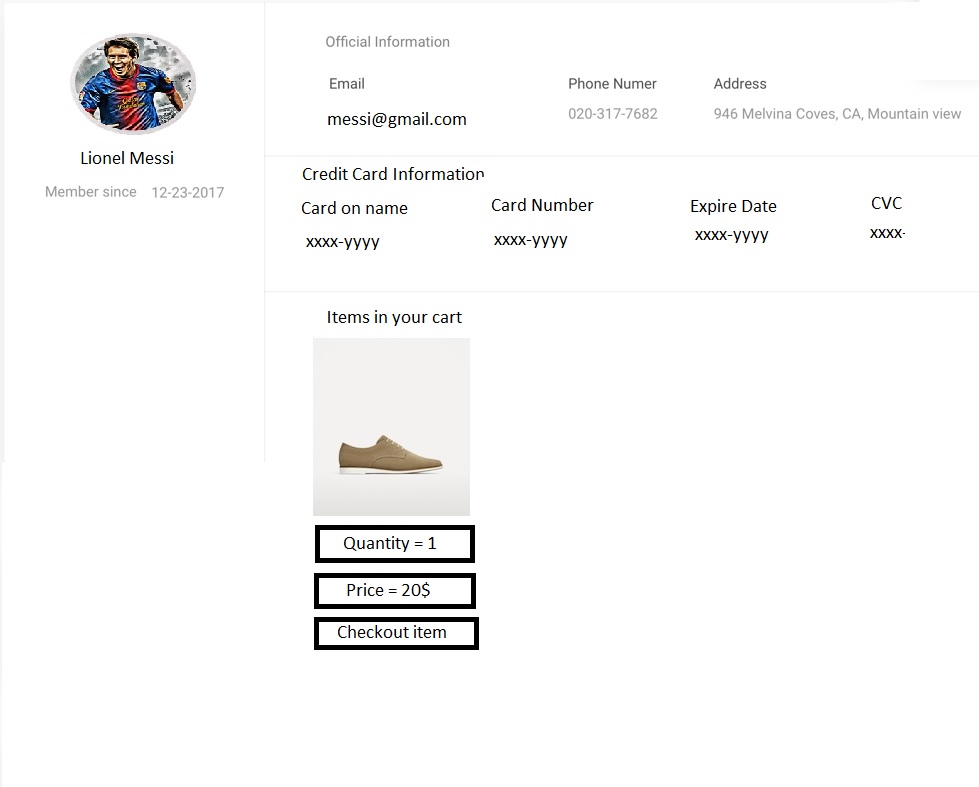 Official Information
Email Phone Numer Address
messi@gmail.com 020-317-7682 946 Melvina Coves, CA, Mountain view
Lionel Messi
Member since 12-23-2017
Credit Card Information
Card on name Card Number Expire Date CVC
xxxx-yyyy xxxx-yyyy xxxx-yyyy xxxx-
Items in your cart
Quantity = 1
Price = 20$
Checkout item